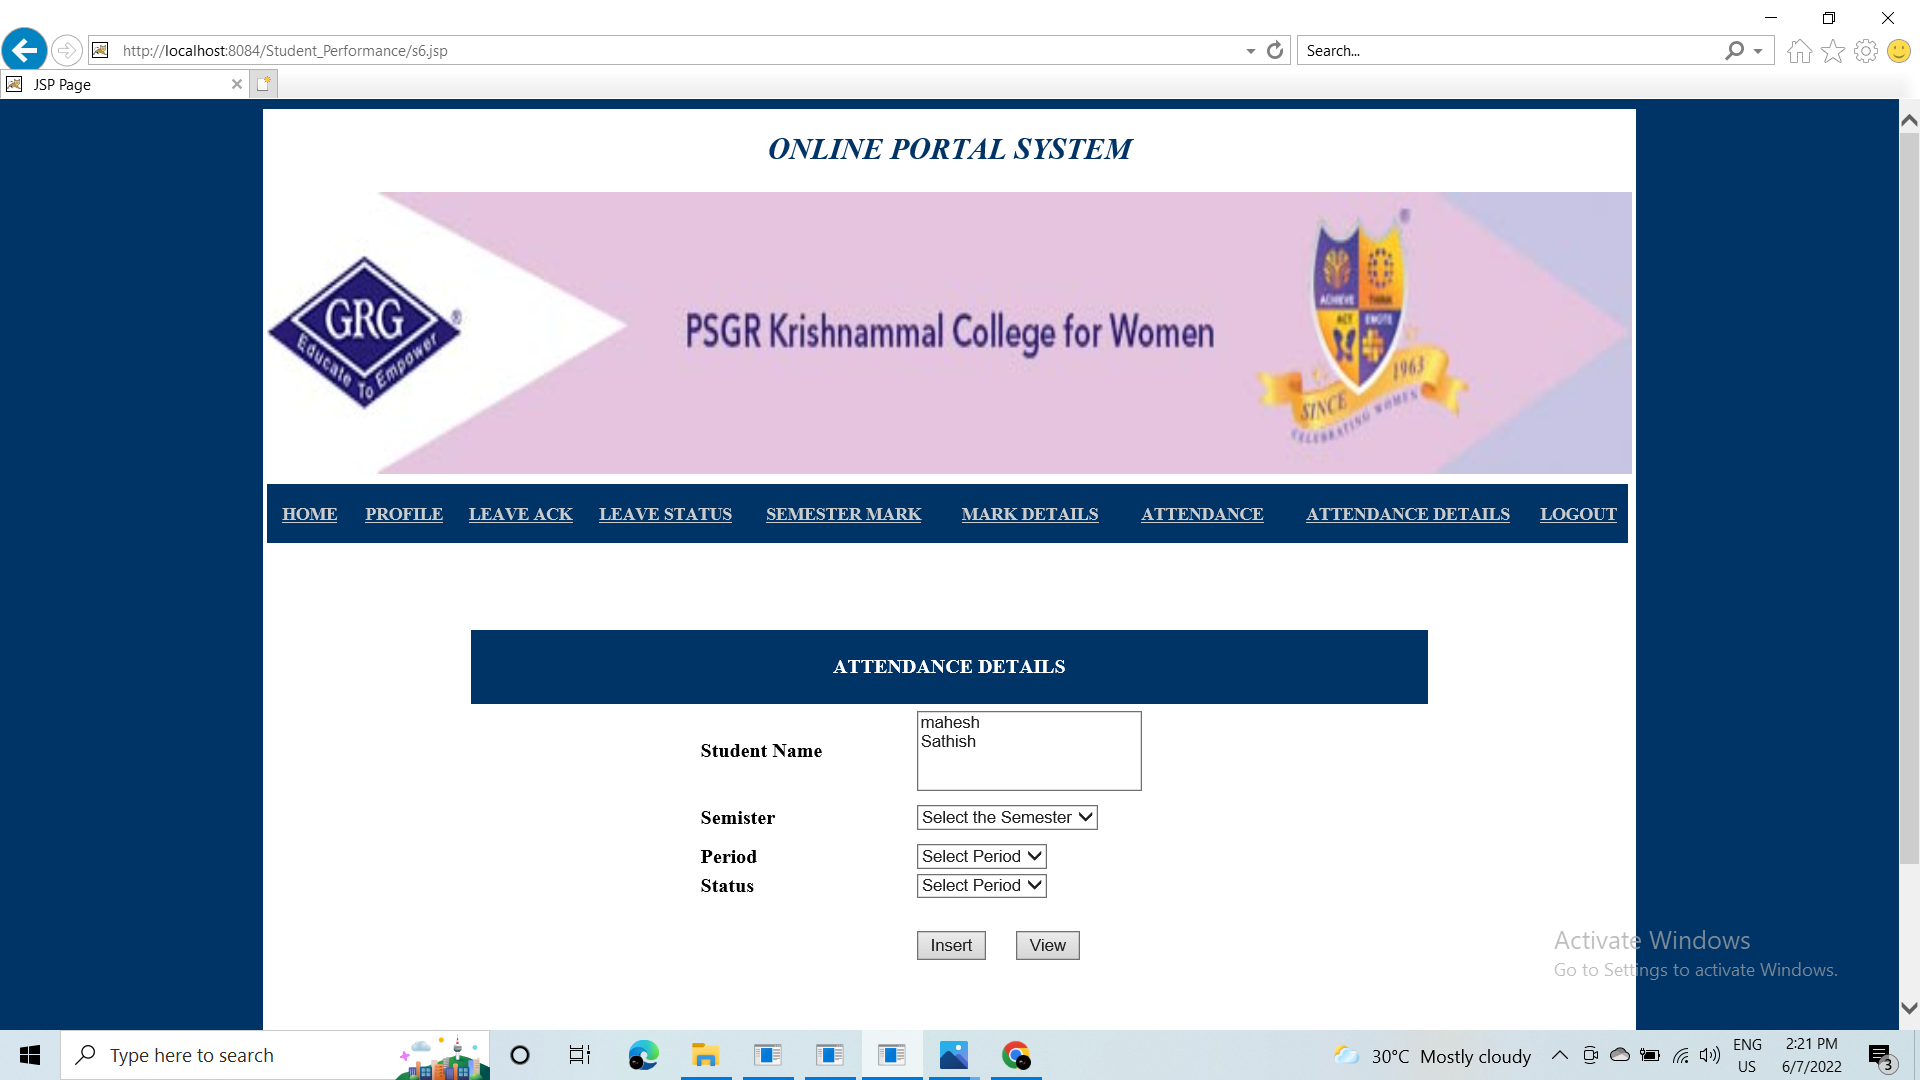 http://localhost:8084/Student_Performance/s6.jsp
Search...
JSP Page
ONLINE PORTAL SYSTEM
GRG
®
Educate To Empower
PSGR Krishnammal College for Women
®
ACHIEVE THINK
ACT EMOTE
SINCE 1963
CELEBRATING WOMEN
HOME PROFILE LEAVE ACK LEAVE STATUS SEMESTER MARK MARK DETAILS ATTENDANCE ATTENDANCE DETAILS LOGOUT
ATTENDANCE DETAILS
Student Name
mahesh
Sathish
Semister Select the Semester
Period Select Period
Status Select Period
Insert View
Activate Windows
Go to Settings to activate Windows.
Type here to search
30°C Mostly cloudy
ENG
US
2:21 PM
6/7/2022
3